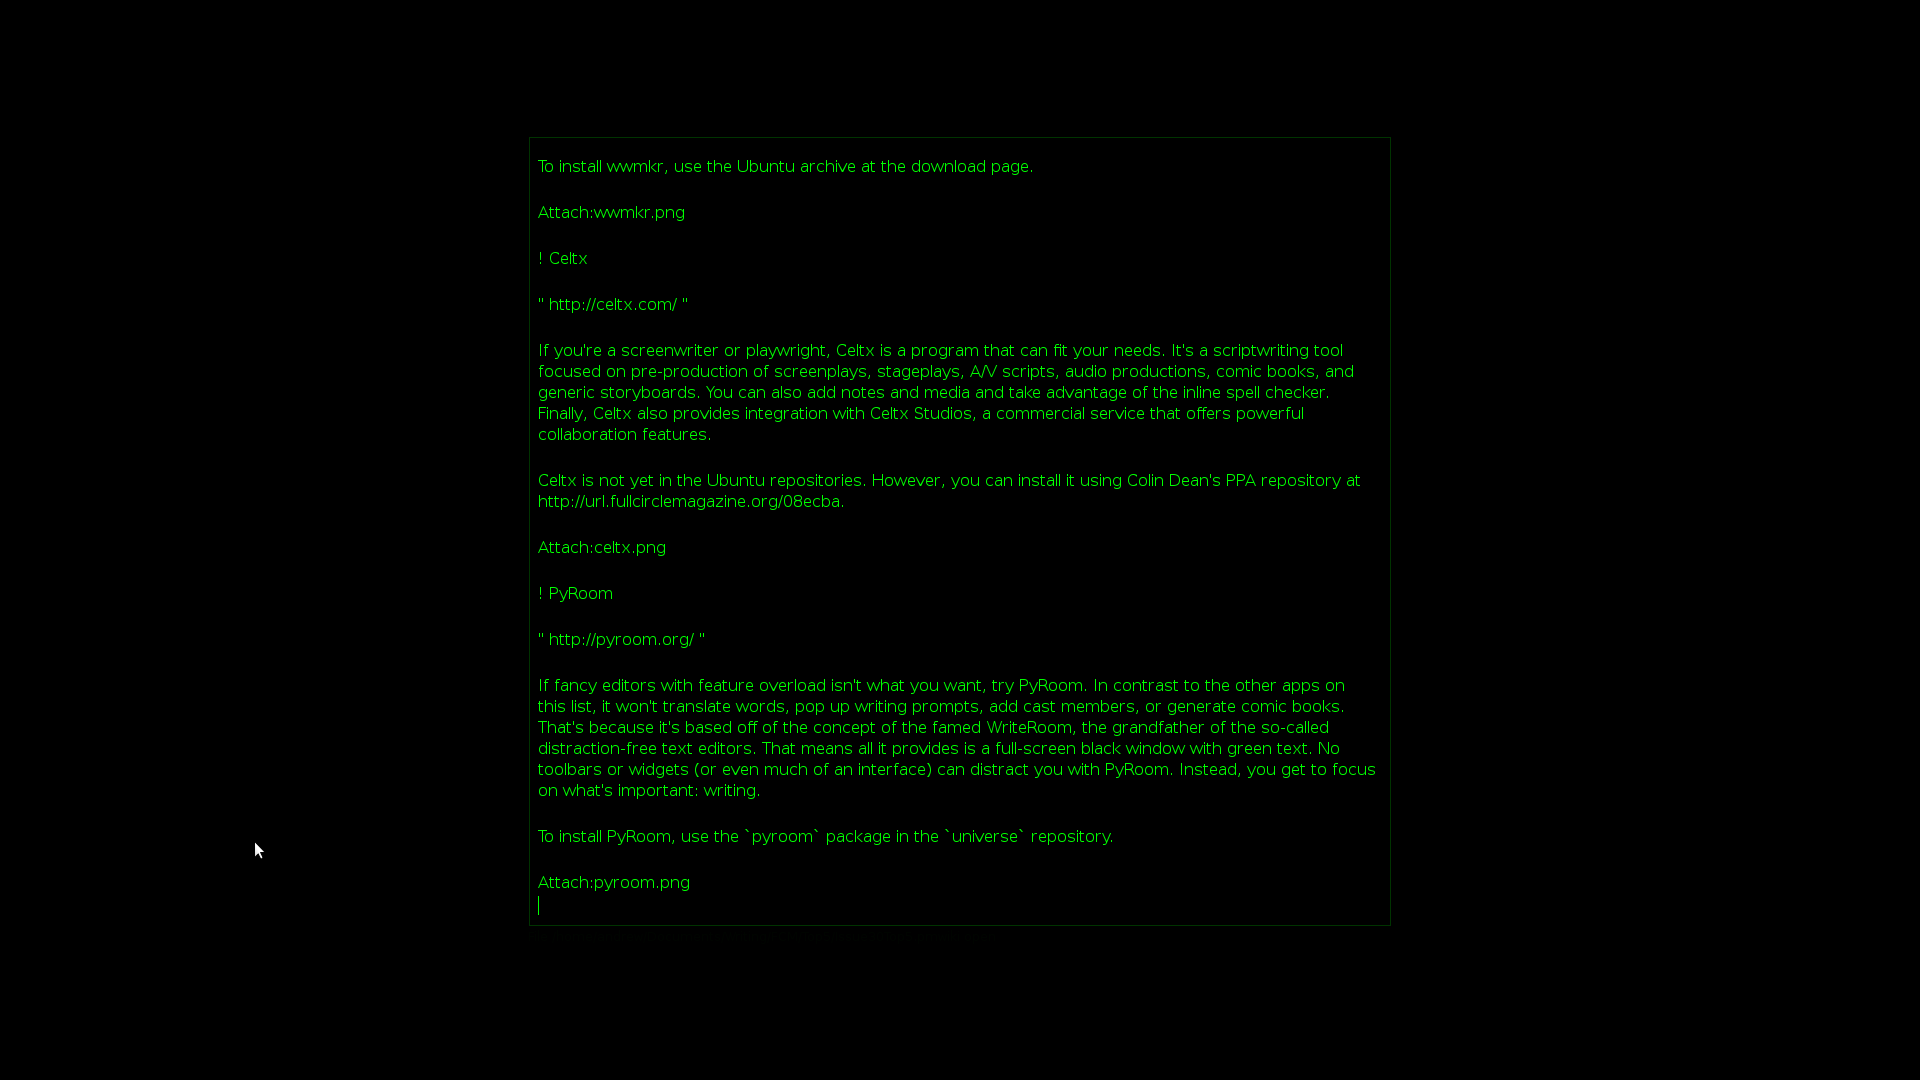 To install wwmkr, use the Ubuntu archive at the download page.
Attach:wwmkr.png
! Celtx
" http://celtx.com/ "
If you're a screenwriter or playwright, Celtx is a program that can fit your needs. It's a scriptwriting tool
focused on pre-production of screenplays, stageplays, A/V scripts, audio productions, comic books, and
generic storyboards. You can also add notes and media and take advantage of the inline spell checker.
Finally, Celtx also provides integration with Celtx Studios, a commercial service that offers powerful
collaboration features.
Celtx is not yet in the Ubuntu repositories. However, you can install it using Colin Dean's PPA repository at
http://url.fullcirclemagazine.org/08ecba.
Attach:celtx.png
! PyRoom
" http://pyroom.org/ "
If fancy editors with feature overload isn't what you want, try PyRoom. In contrast to the other apps on
this list, it won't translate words, pop up writing prompts, add cast members, or generate comic books.
That's because it's based off of the concept of the famed WriteRoom, the grandfather of the so-called
distraction-free text editors. That means all it provides is a full-screen black window with green text. No
toolbars or widgets (or even much of an interface) can distract you with PyRoom. Instead, you get to focus
on what's important: writing.
To install PyRoom, use the `pyroom` package in the `universe` repository.
Attach:pyroom.png